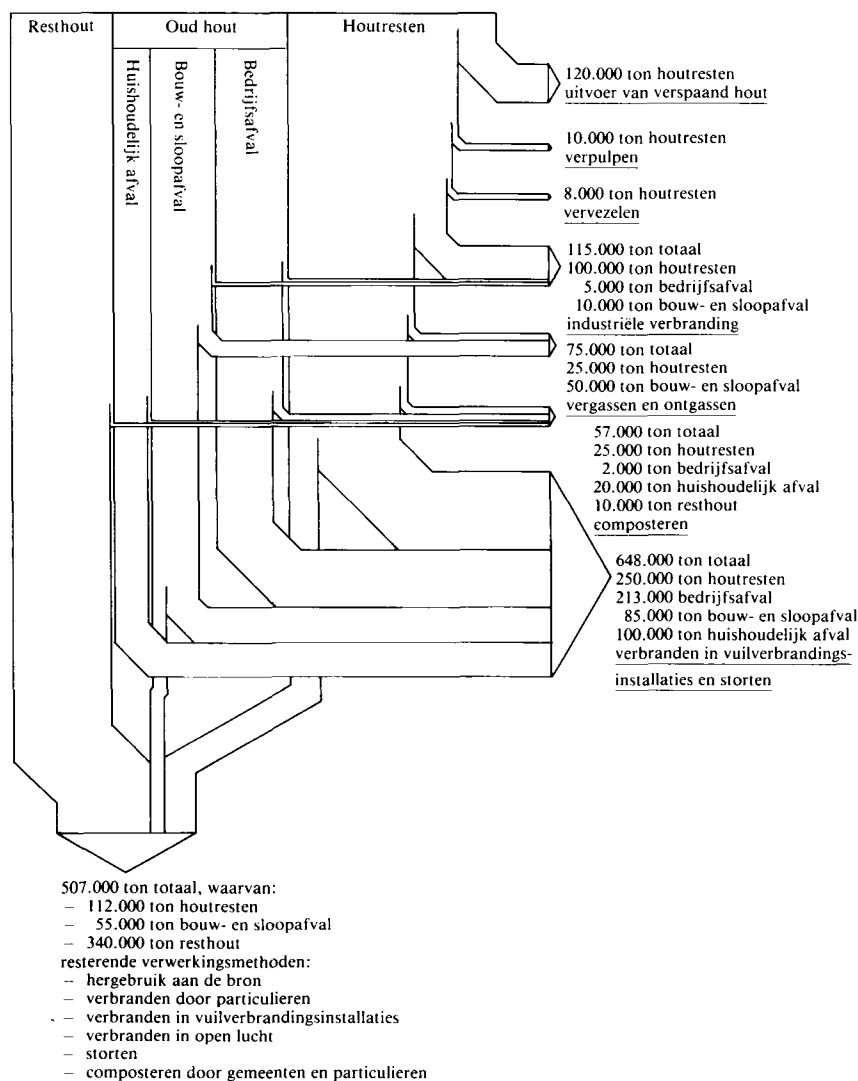 Resthout
Oud hout
Houtresten
Huishoudelijk afval
Bouw- en sloopafval
Bedrijfsafval
120.000 ton houtresten
uitvoer van verspaand hout
10.000 ton houtresten
verpulpen
8.000 ton houtresten
vervezelen
115.000 ton totaal
100.000 ton houtresten
5.000 ton bedrijfsafval
10.000 ton bouw- en sloopafval
industriële verbranding
75.000 ton totaal
25.000 ton houtresten
50.000 ton bouw- en sloopafval
vergassen en ontgassen
57.000 ton totaal
25.000 ton houtresten
2.000 ton bedrijfsafval
20.000 ton huishoudelijk afval
10.000 ton resthout
composteren
648.000 ton totaal
250.000 ton houtresten
213.000 ton bedrijfsafval
85.000 ton bouw- en sloopafval
100.000 ton huishoudelijk afval
verbranden in vuilverbrandings-
installaties en storten
507.000 ton totaal, waarvan:
– 112.000 ton houtresten
– 55.000 ton bouw- en sloopafval
– 340.000 ton resthout
resterende verwerkingsmethoden:
– hergebruik aan de bron
– verbranden door particulieren
– verbranden in vuilverbrandingsinstallaties
– verbranden in open lucht
– storten
– composteren door gemeenten en particulieren